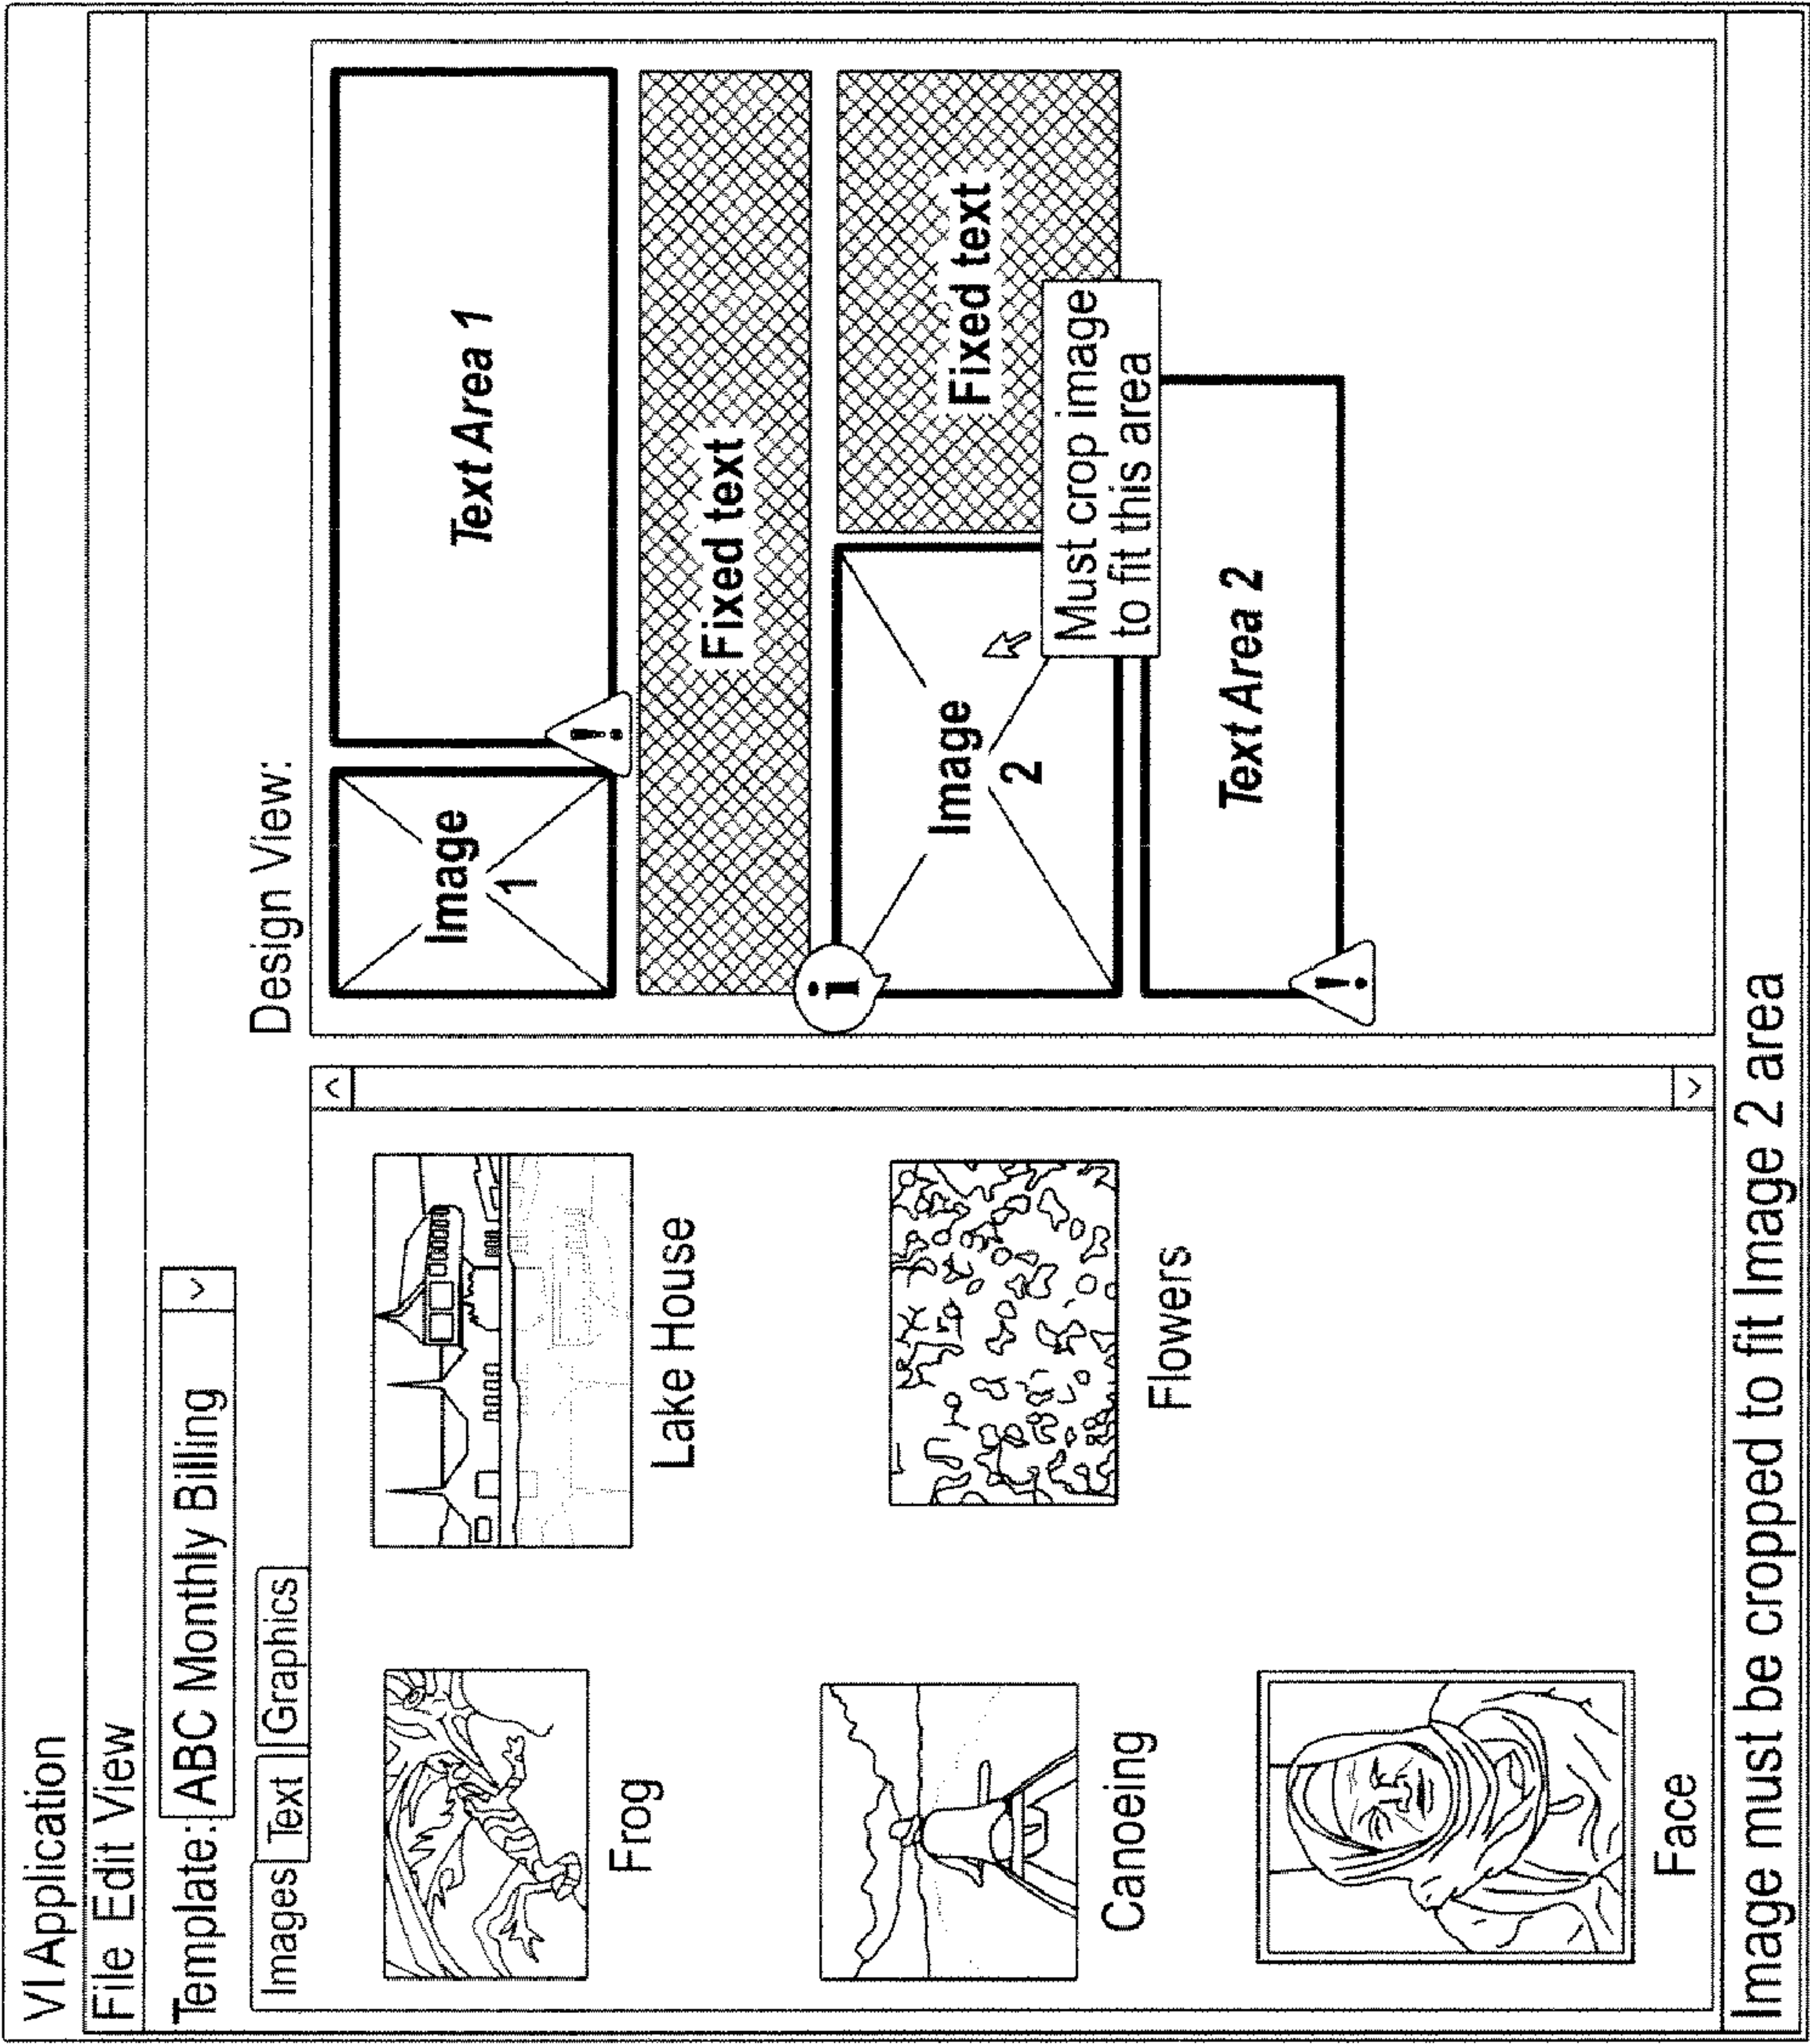 VI Application
File Edit View
Template: ABC Monthly Billing
Images Text Graphics
Frog
Lake House
Canoeing
Flowers
Face
Design View:
Image
1
Text Area 1
!
Fixed text
i
Image
2
Fixed text
Must crop image
to fit this area
Text Area 2
!
Image must be cropped to fit Image 2 area